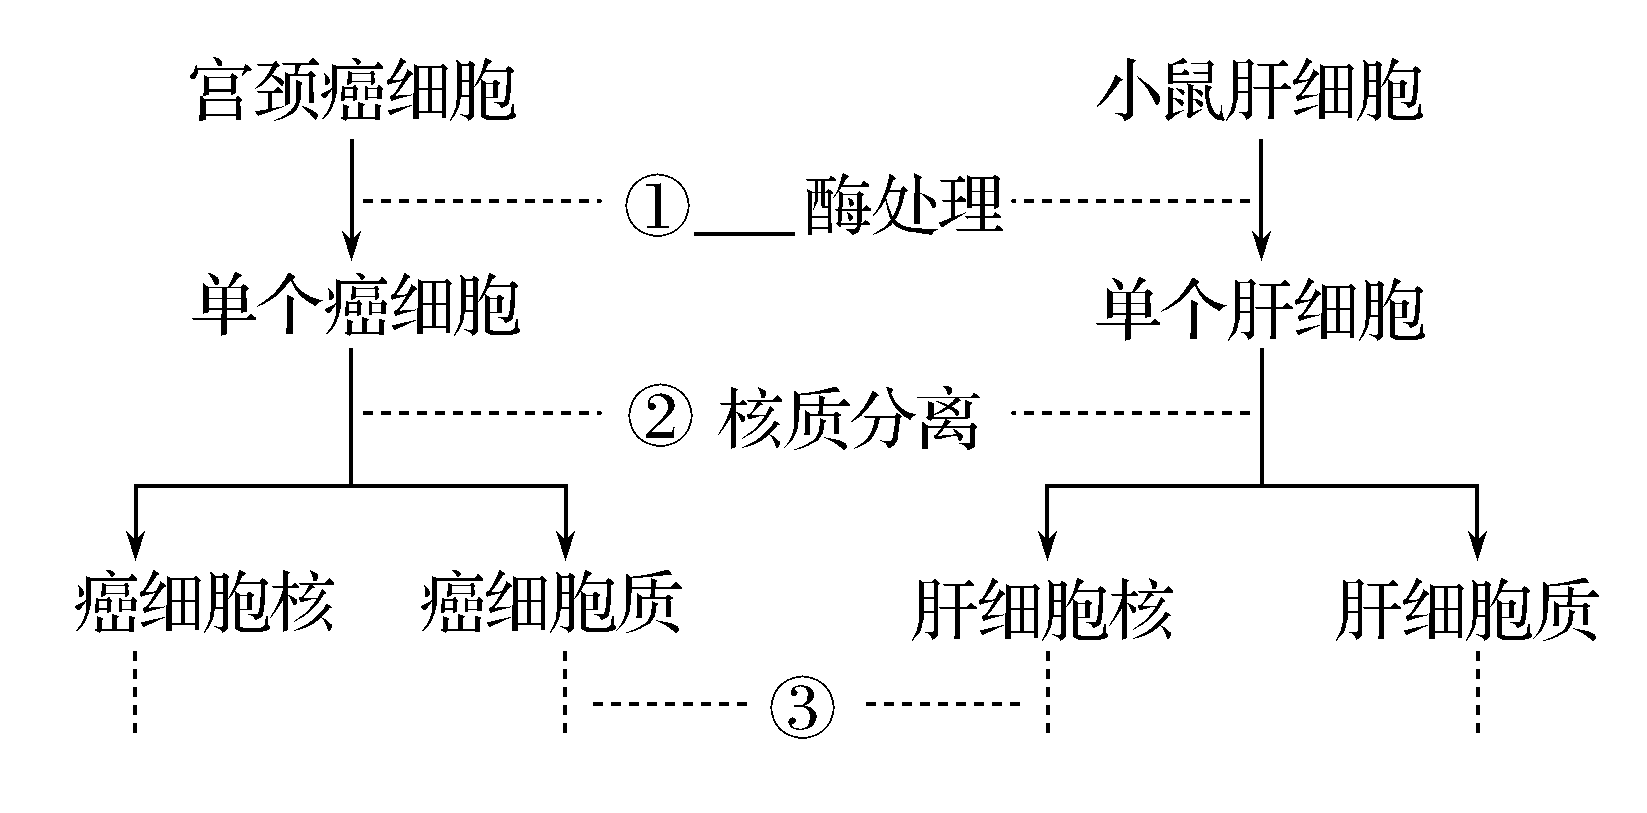 宫颈癌细胞 小鼠肝细胞
①___酶处理
单个癌细胞 单个肝细胞
② 核质分离
癌细胞核 癌细胞质 肝细胞核 肝细胞质
③